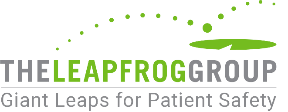 THELEAPFROGGROUP
Giant Leaps for Patient Safety